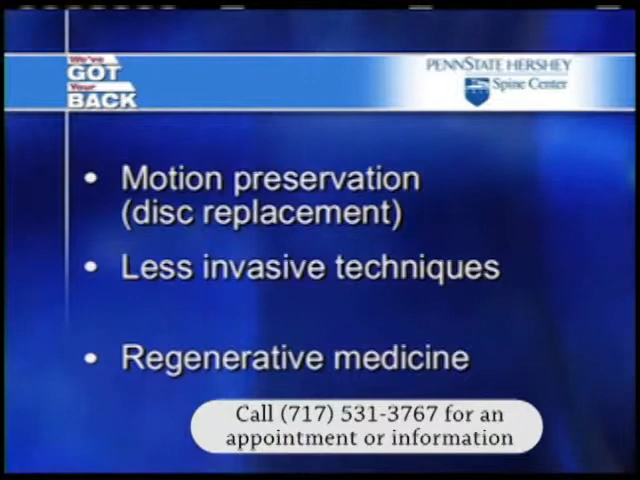 We've
GOT
Your
BACK
PENNSTATE HERSHEY
Spine Center
• Motion preservation
(disc replacement)
• Less invasive techniques
• Regenerative medicine
Call (717) 531-3767 for an
appointment or information